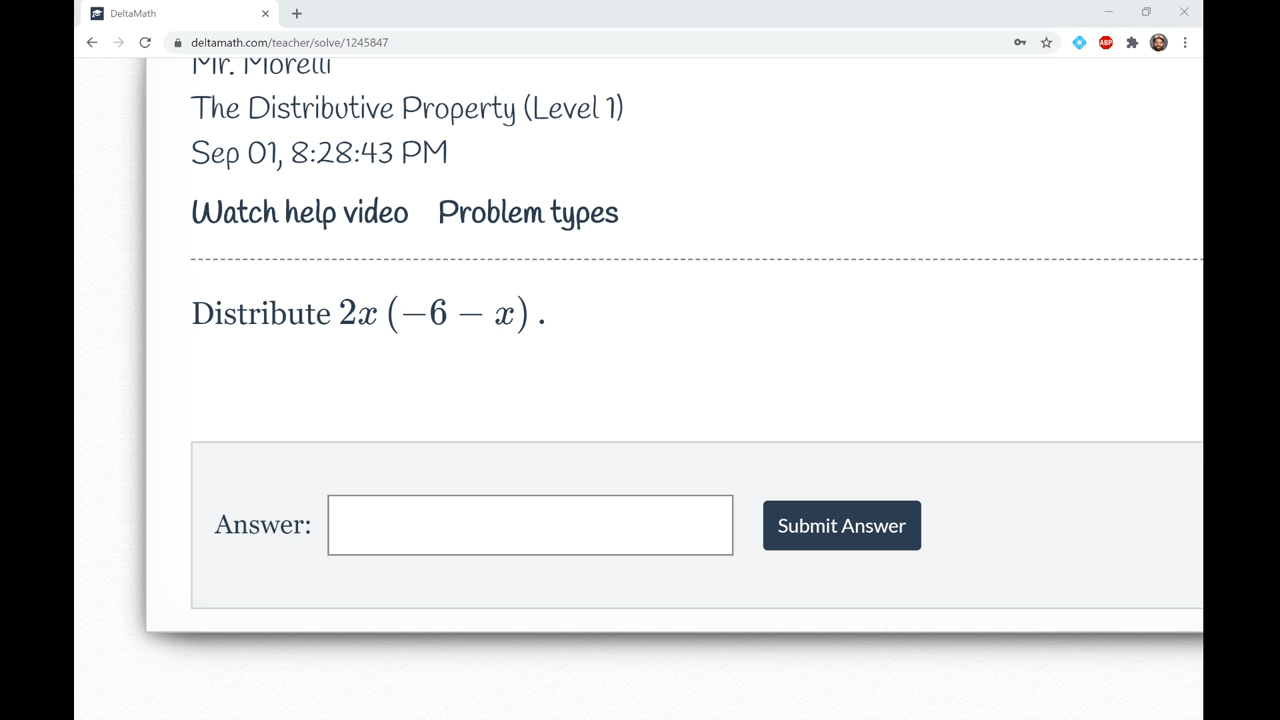 DeltaMath
deltamath.com/teacher/solve/1245847
ABP
Mr. Morelli
The Distributive Property (Level 1)
Sep 01, 8:28:43 PM
Watch help video Problem types
Distribute 2x (−6 − x) .
Answer:
Submit Answer